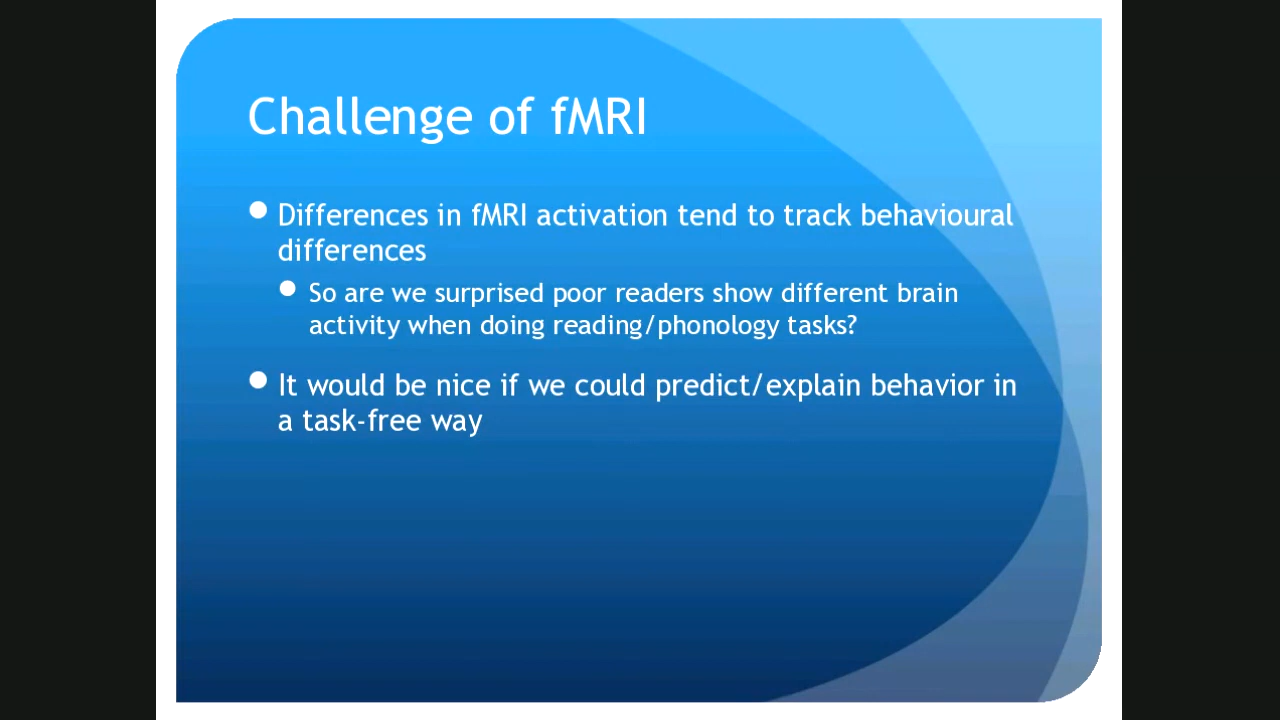 Challenge of fMRI
Differences in fMRI activation tend to track behavioural
differences
So are we surprised poor readers show different brain
activity when doing reading/phonology tasks?
It would be nice if we could predict/explain behavior in
a task-free way